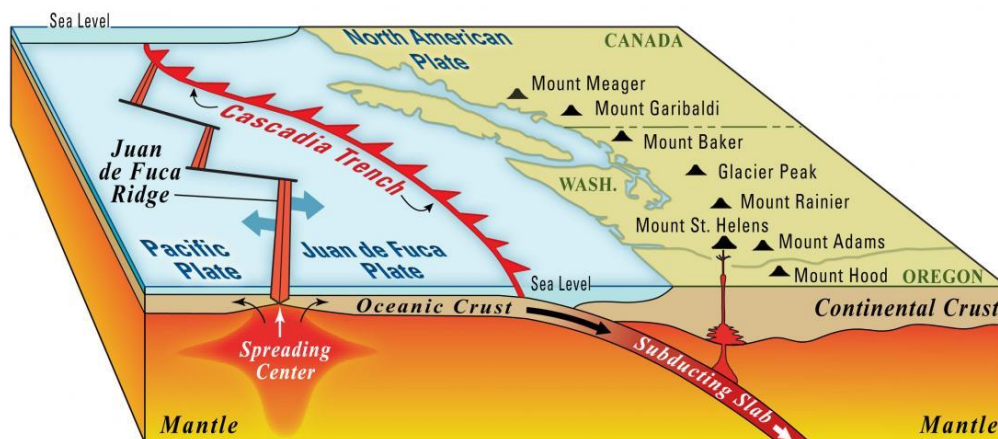 Sea Level
North American
Plate
CANADA
Mount Meager
Mount Garibaldi
Mount Baker
Glacier Peak
WASH.
Mount Rainier
Mount St. Helens
Mount Adams
Mount Hood
OREGON
Cascadia Trench
Juan
de Fuca
Ridge
Pacific
Plate
Juan de Fuca
Plate
Sea Level
Oceanic Crust
Continental Crust
Spreading
Center
Subducting Slab
Mantle
Mantle